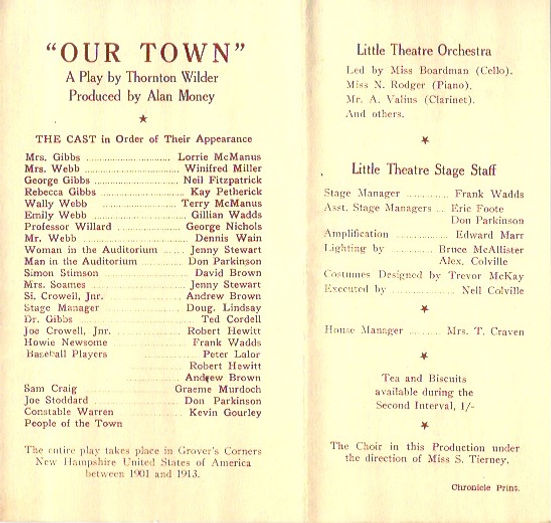 "OUR TOWN"
A Play by Thornton Wilder
Produced by Alan Money
THE CAST in Order of Their Appearance
Mrs. Gibbs ........................ Lorrie McManus
Mrs. Webb ........................ Winifred Miller
George Gibbs ........................ Neil Fitzpatrick
Rebecca Gibbs ........................ Kay Petherick
Wally Webb ........................ Terry McManus
Emily Webb ........................ Gillian Wadds
Professor Willard .................. George Nichols
Mr. Webb ........................ Dennis Wain
Woman in the Auditorium ...... Jenny Stewart
Man in the Auditorium ............ Don Parkinson
Simon Stimson ........................ David Brown
Mrs. Soames ........................ Jenny Stewart
Si. Crowell, Jnr. .................. Andrew Brown
Stage Manager .................. Doug. Lindsay
Dr. Gibbs ........................ Ted Cordell
Joe Crowell, Jnr. .................. Robert Hewitt
Howie Newsome .................. Frank Wadds
Baseball Players .................. Peter Lalor
.................. Robert Hewitt
.................. Andrew Brown
Sam Craig .................. Graeme Murdoch
Joe Stoddard .................. Don Parkinson
Constable Warren .................. Kevin Gourley
People of the Town
The entire play takes place in Grover's Corners
New Hampshire United States of America
between 1901 and 1913.
Little Theatre Orchestra
Led by Miss Boardman (Cello).
Miss N. Rodger (Piano).
Mr. A. Valius (Clarinet).
And others.
Little Theatre Stage Staff
Stage Manager ............ Frank Wadds
Asst. Stage Managers ... Eric Foote
Don Parkinson
Amplification ............ Edward Marr
Lighting by ............ Bruce McAllister
Alex. Colville
Costumes Designed by Trevor McKay
Executed by .................. Nell Colville
House Manager ......... Mrs. T. Craven
Tea and Biscuits
available during the
Second Interval, 1/-
The Choir in this Production under
the direction of Miss S. Tierney.
Chronicle Print.